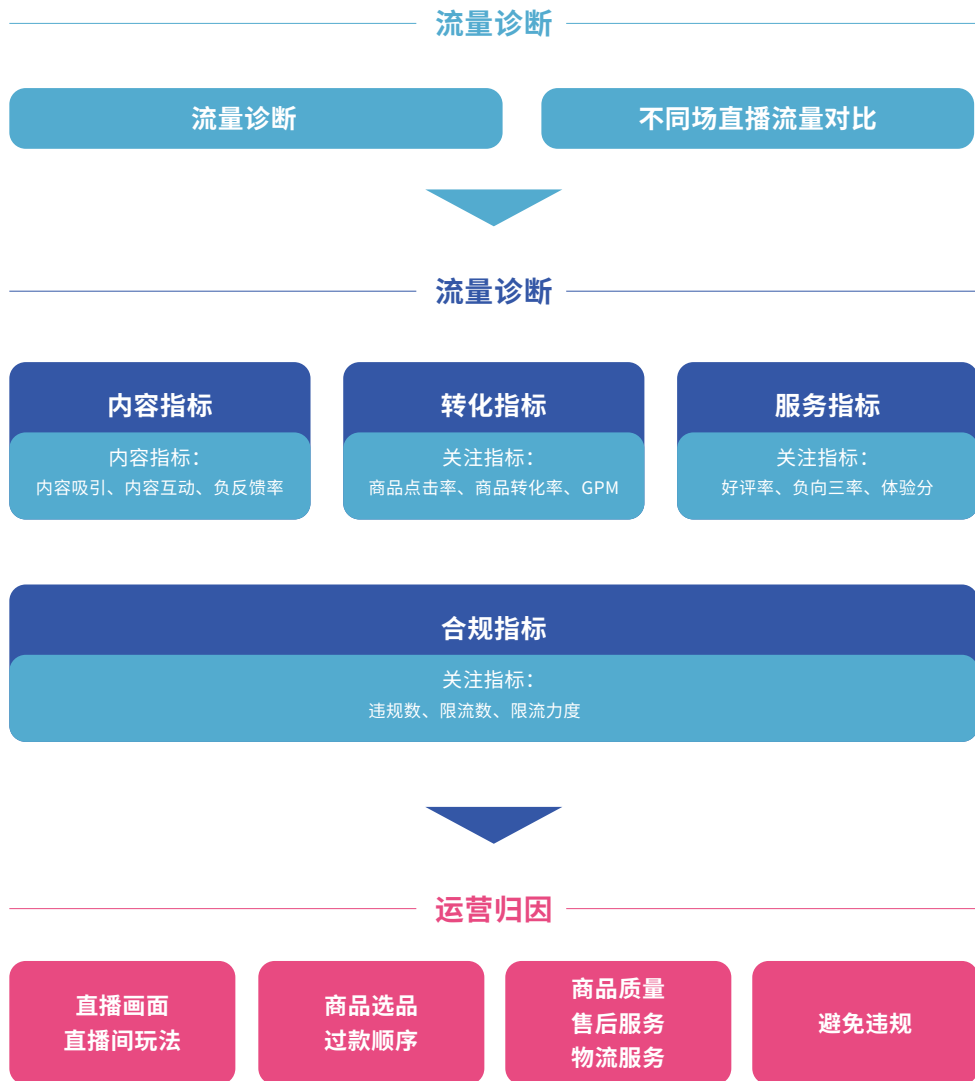 流量诊断
流量诊断
不同场直播流量对比
流量诊断
内容指标
内容指标：
内容吸引、内容互动、负反馈率
转化指标
关注指标：
商品点击率、商品转化率、GPM
服务指标
关注指标：
好评率、负向三率、体验分
合规指标
关注指标：
违规数、限流数、限流力度
运营归因
直播画面
直播间玩法
商品选品
过款顺序
商品质量
售后服务
物流服务
避免违规